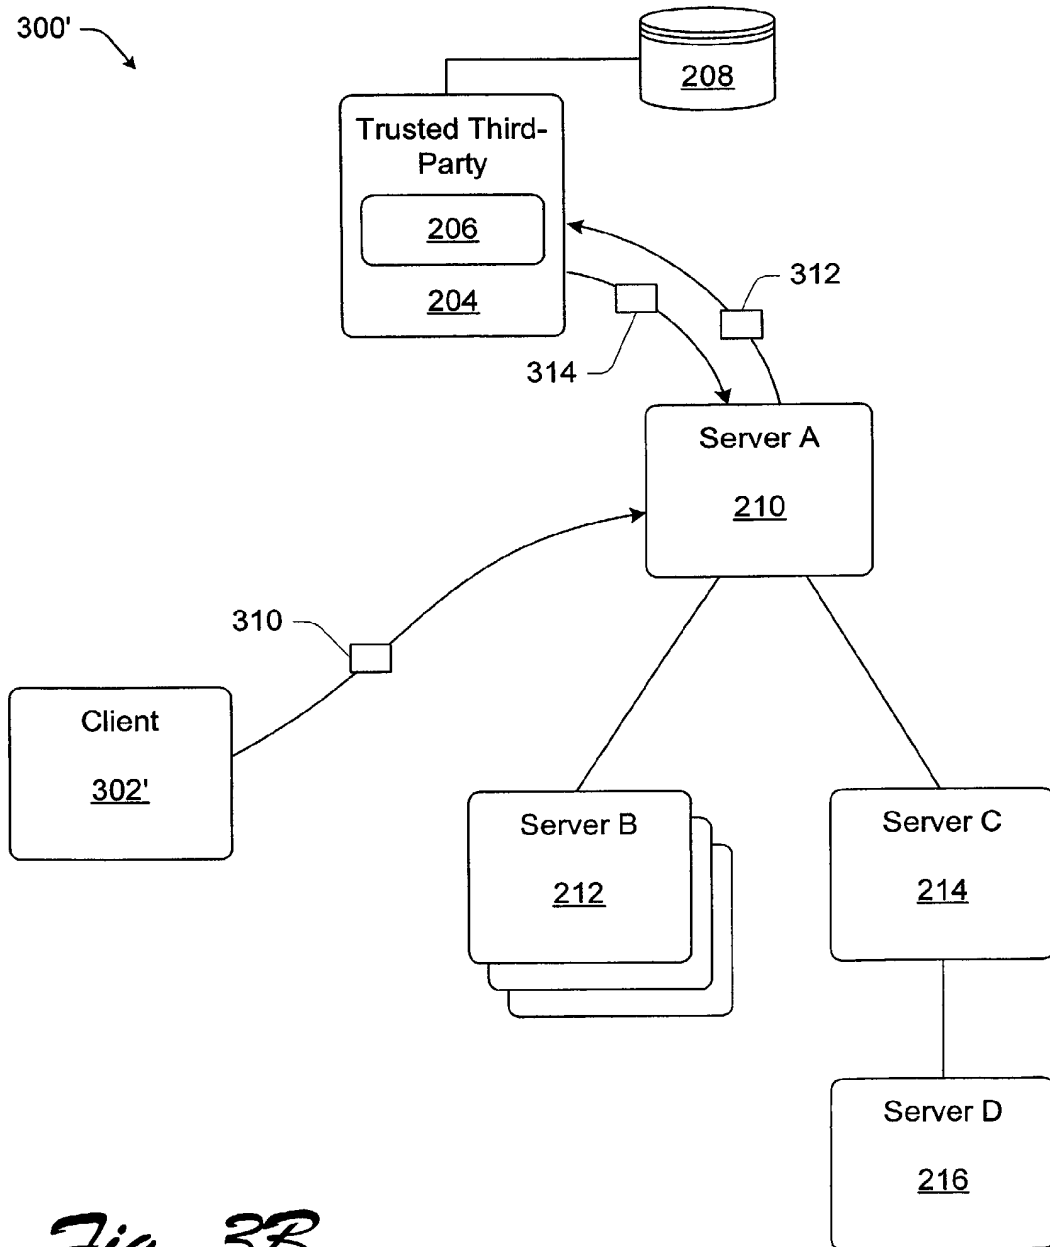 300'
208
Trusted Third-
Party
206
204
312
314
Server A
210
310
Client
302'
Server B
212
Server C
214
Server D
216
Fig. 3B